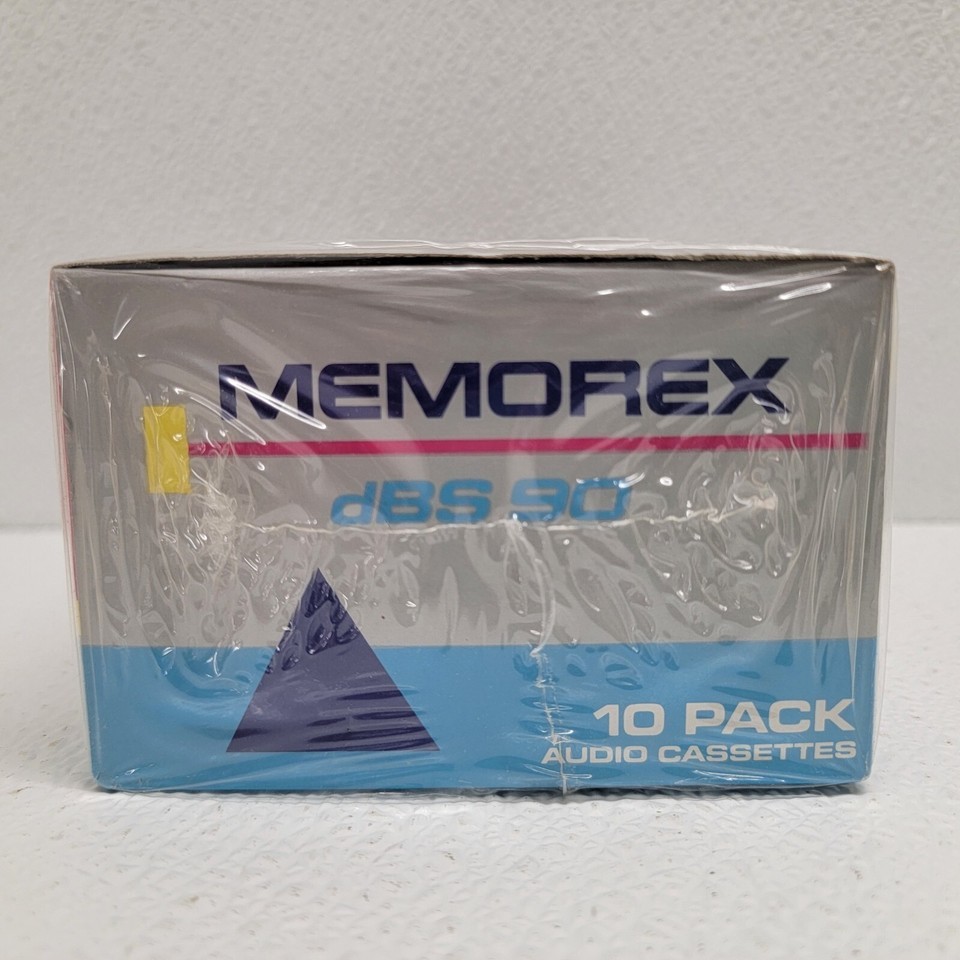 MEMOREX
dBS 90
10 PACK
AUDIO CASSETTES